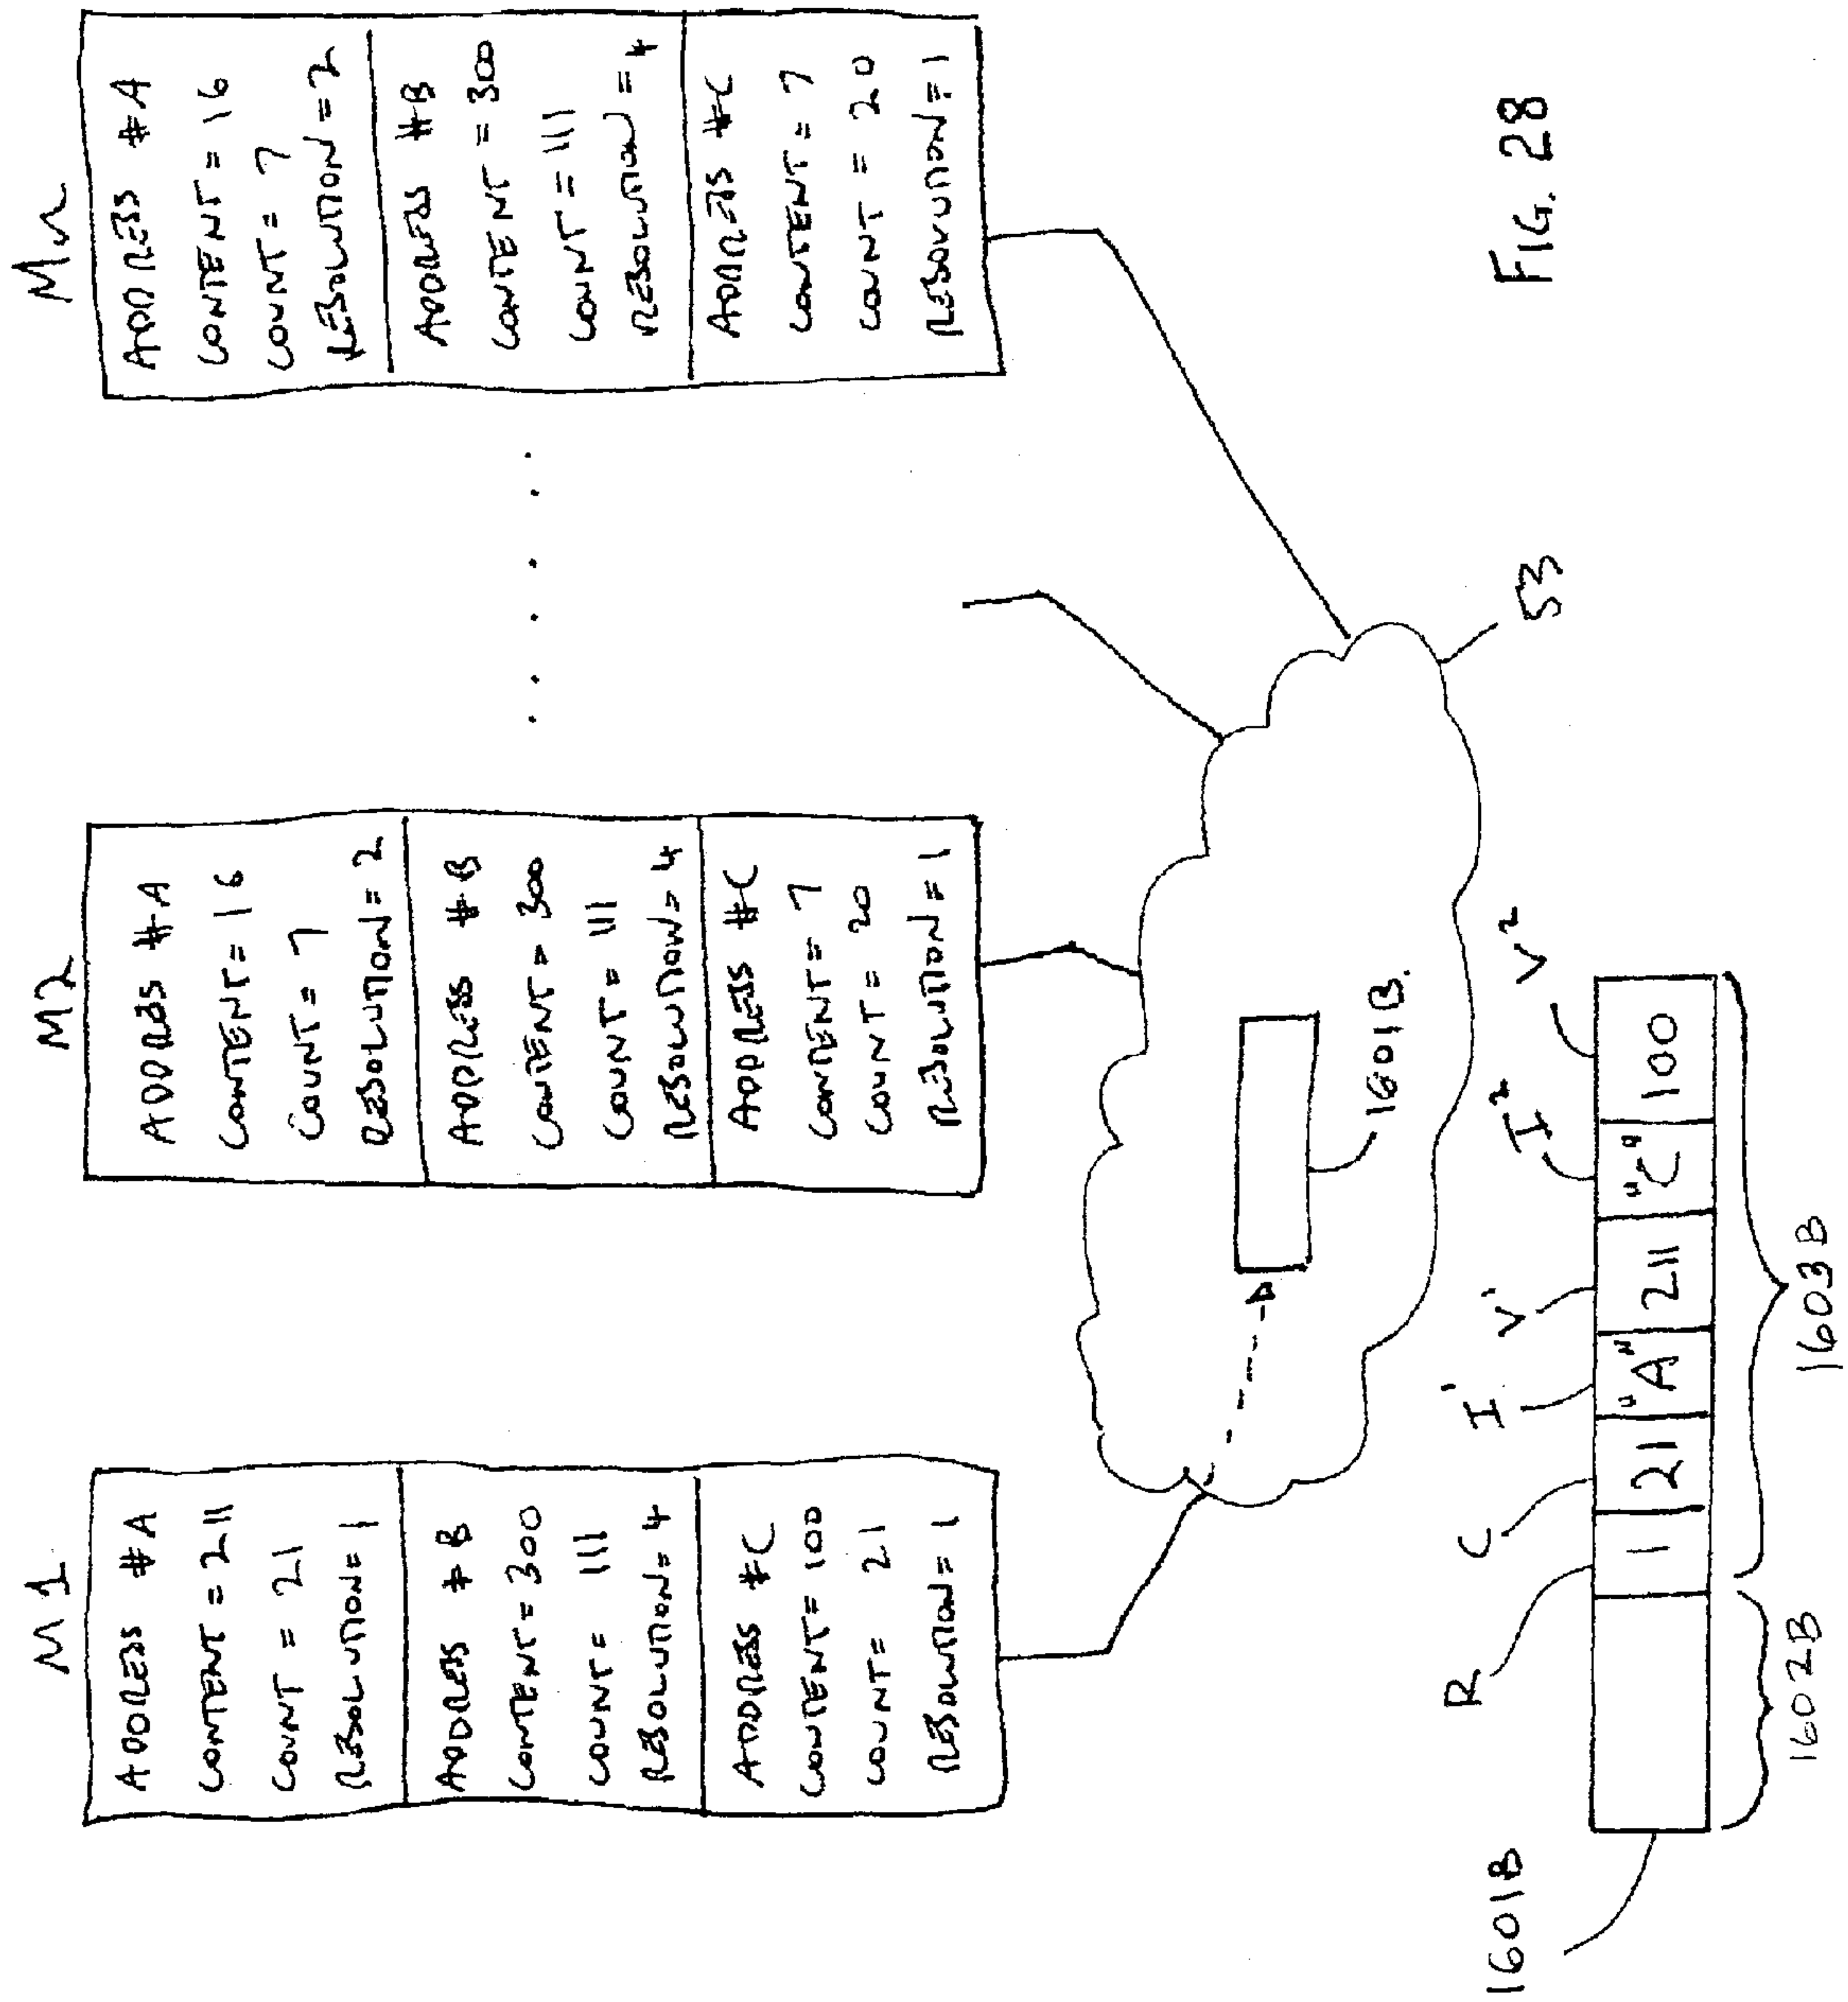 M1
ADDRESS #A
CONTENT = 211
COUNT = 21
RESOLUTION = 1
ADDRESS #B
CONTENT = 300
COUNT = 111
RESOLUTION = 4
ADDRESS #C
CONTENT = 100
COUNT = 21
RESOLUTION = 1
M2
ADDRESS #A
CONTENT = 16
COUNT = 7
RESOLUTION = 2
ADDRESS #B
CONTENT = 300
COUNT = 111
RESOLUTION = 4
ADDRESS #C
CONTENT = 7
COUNT = 20
RESOLUTION = 1
Mn
ADDRESS #A
CONTENT = 16
COUNT = 7
RESOLUTION = 2
ADDRESS #B
CONTENT = 300
COUNT = 111
RESOLUTION = 4
ADDRESS #C
CONTENT = 7
COUNT = 20
RESOLUTION = 1
1601B.
53
1601B R C I¹ V¹ I² V²
1 21 "A" 211 "C" 100
1602B 1603B
FIG. 28